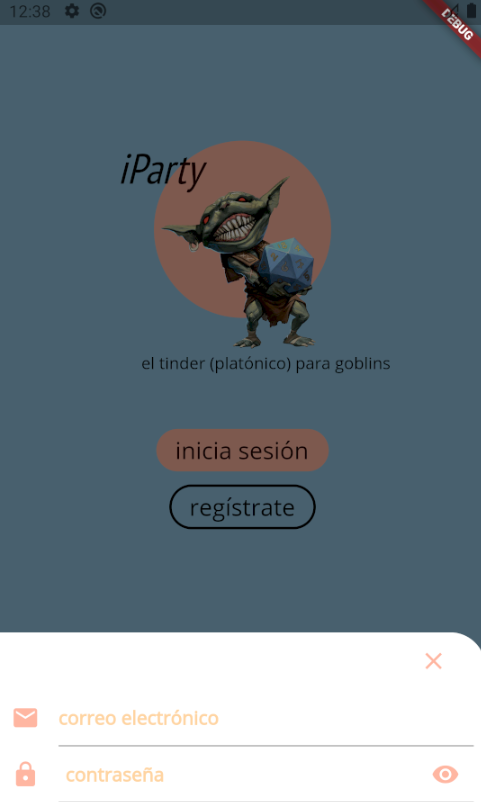 12:38
DEBUG
iParty
el tinder (platónico) para goblins
inicia sesión
regístrate
correo electrónico
contraseña